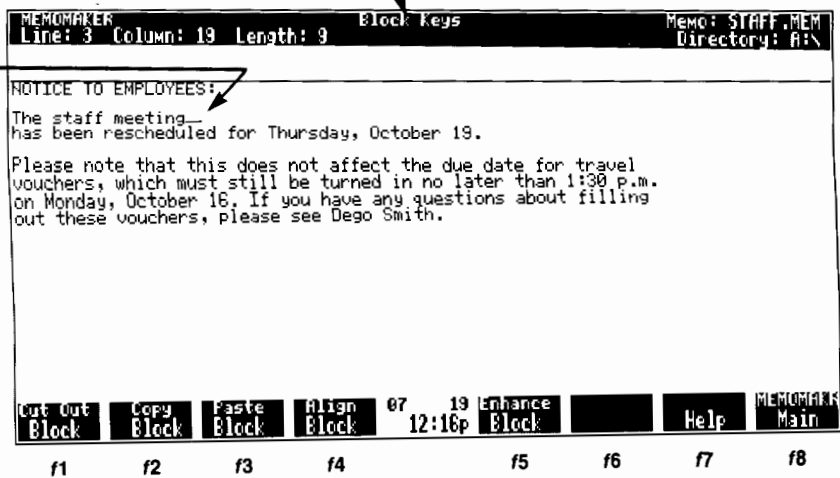 MEMOMAKER Block Keys Memo: STAFF.MEM
Line: 3 Column: 19 Length: 9 Directory: A:\
NOTICE TO EMPLOYEES:
The staff meeting_
has been rescheduled for Thursday, October 19.
Please note that this does not affect the due date for travel
vouchers, which must still be turned in no later than 1:30 p.m.
on Monday, October 16. If you have any questions about filling
out these vouchers, please see Dego Smith.
Cut Out Copy Paste Align 07 19 Enhance MEMOMAKR
Block Block Block Block 12:16p Block Help Main
f1 f2 f3 f4 f5 f6 f7 f8